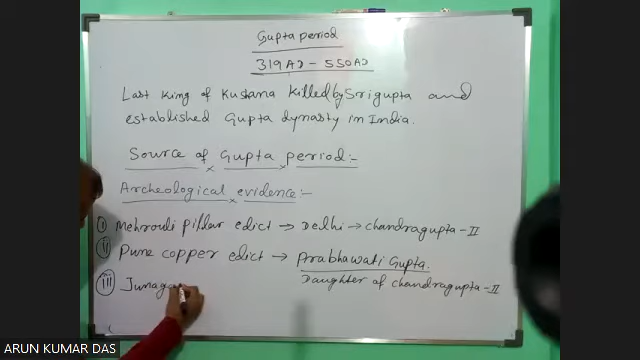 Gupta period
319AD - 550AD
Last king of Kushana killed by Srigupta and
established Gupta dynasty in India.
Source of Gupta period:-
Archeological evidence:-
I Mehrouli pillar edict → Delhi → chandragupta-II
II Pune copper edict → Prabhawati Gupta.
Daughter of chandragupta-II
III Junaga
ARUN KUMAR DAS